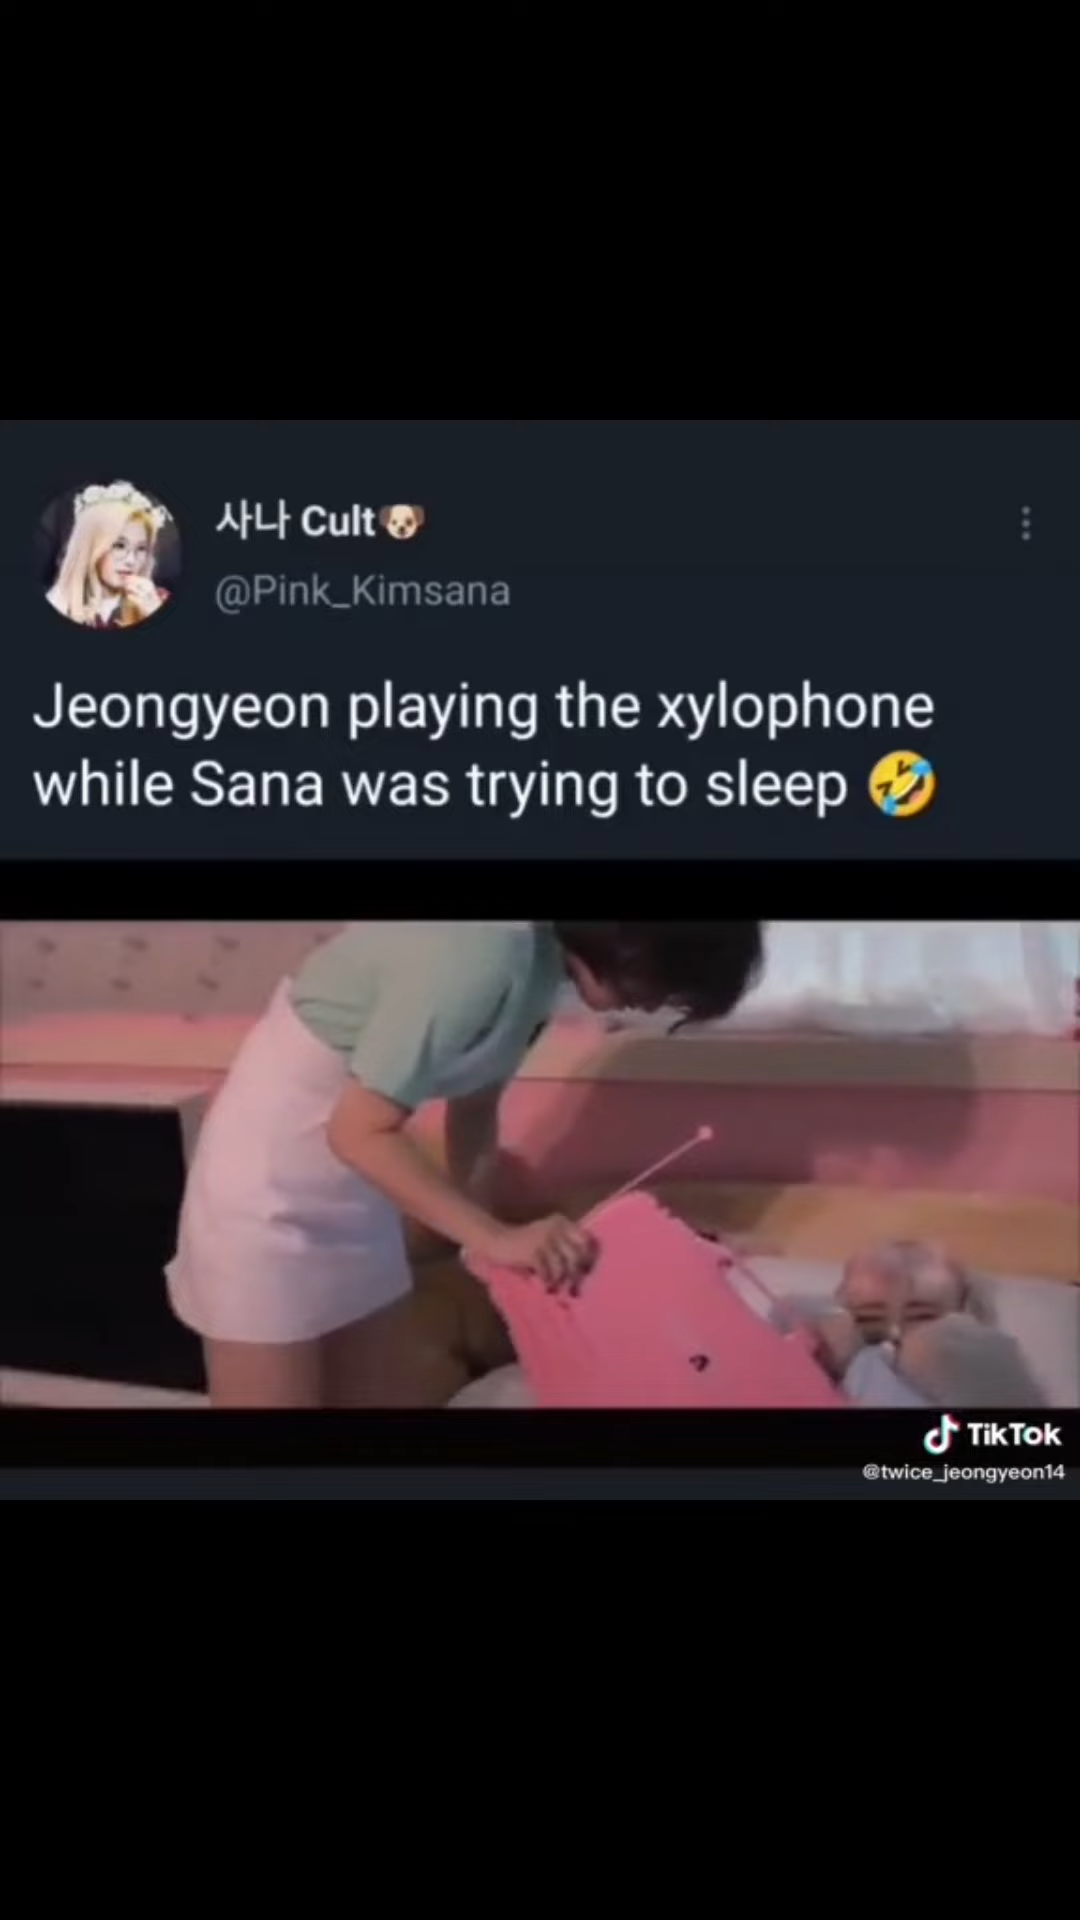 사나 Cult🐶
@Pink_Kimsana
Jeongyeon playing the xylophone
while Sana was trying to sleep 🤣
TikTok
@twice_jeongyeon14